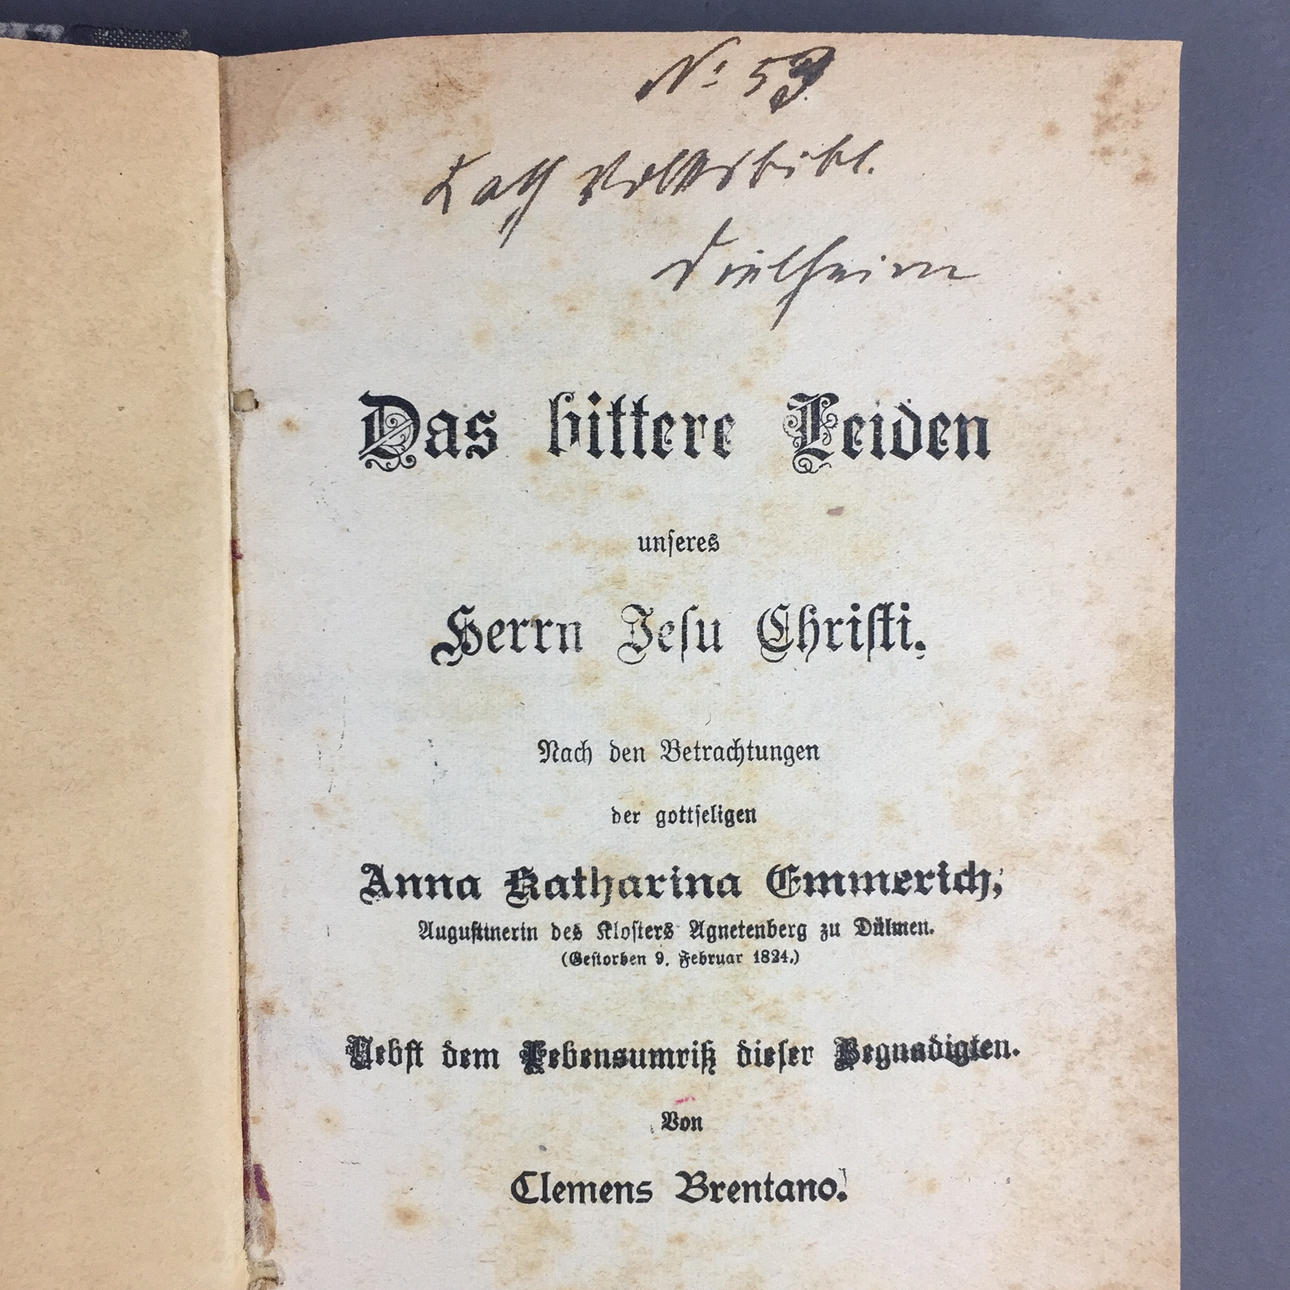 Nº 53
Kath Volksbibl.
Das bittere Leiden
unſeres
Herrn Jeſu Chriſti.
Nach den Betrachtungen
der gottſeligen
Anna Katharina Emmerich,
Auguſtinerin des Kloſters Agnetenberg zu Dülmen.
(Geſtorben 9. Februar 1824.)
Nebſt dem Lebensumriß dieſer Begnadigten.
Von
Clemens Brentano.